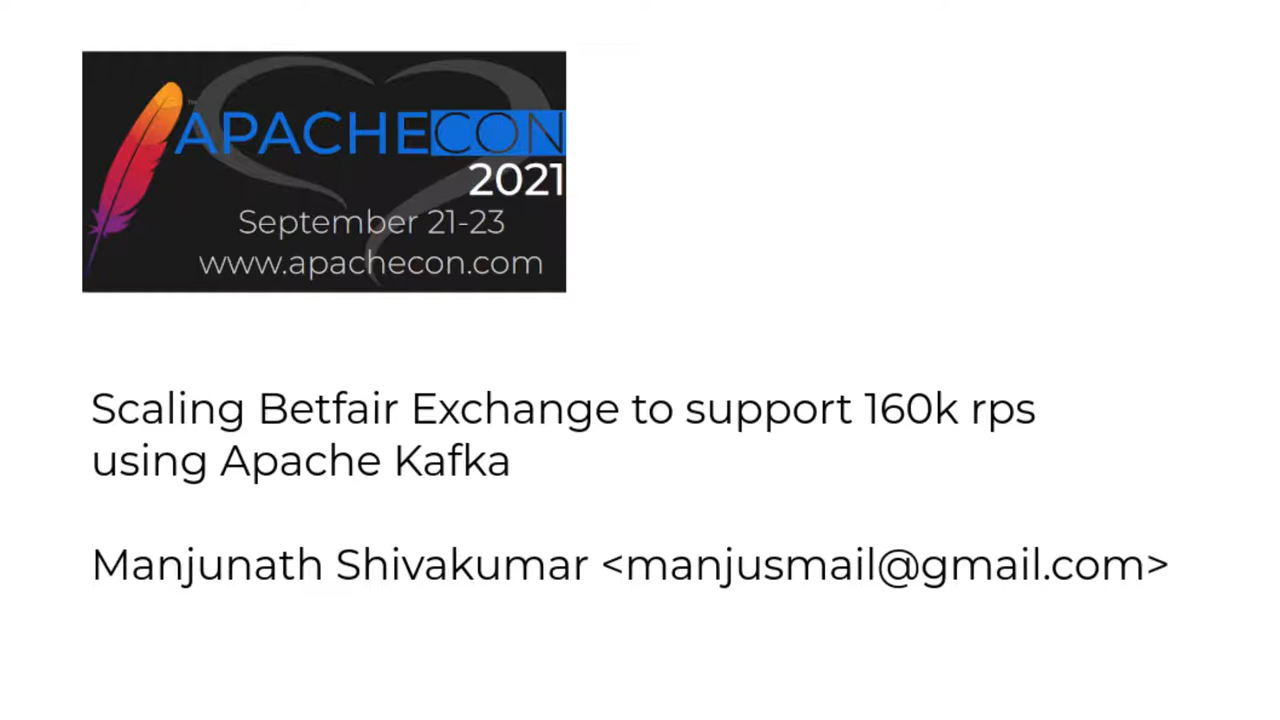 APACHECON
2021
September 21-23
www.apachecon.com
Scaling Betfair Exchange to support 160k rps
using Apache Kafka
Manjunath Shivakumar <manjusmail@gmail.com>